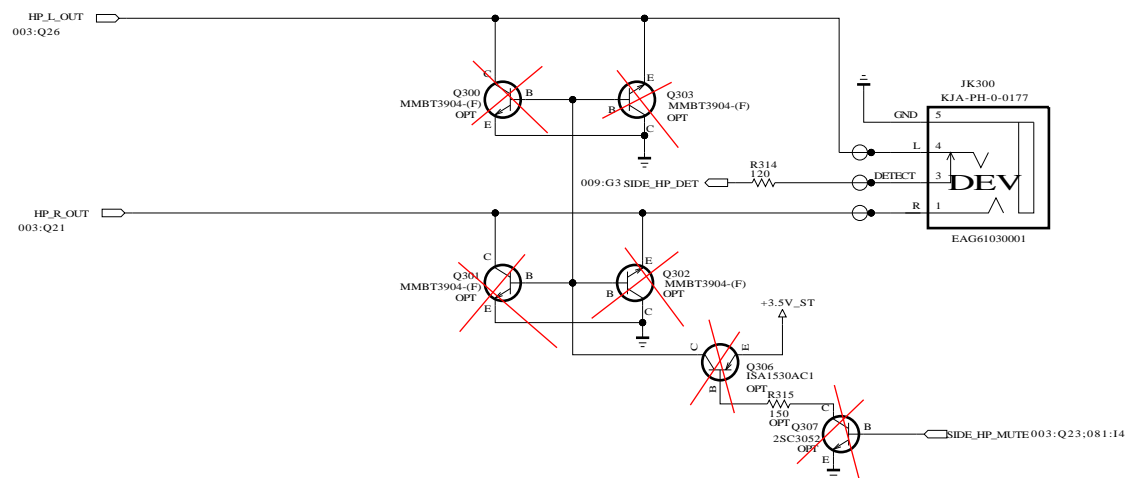 HP_L_OUT
003:Q26
C
Q300
MMBT3904-(F)
OPT
B
E
E
B
C
Q303
MMBT3904-(F)
OPT
JK300
KJA-PH-0-0177
GND 5
L 4
R314
120
009:G3 SIDE_HP_DET
DETECT 3
DEV
R 1
EAG61030001
HP_R_OUT
003:Q21
C
Q301
MMBT3904-(F)
OPT
B
E
E
B
C
Q302
MMBT3904-(F)
OPT
+3.5V_ST
C
E
B
Q306
ISA1530AC1
OPT
R315
150
OPT
C
Q307
2SC3052
OPT
B
E
SIDE_HP_MUTE 003:Q23;081:I4